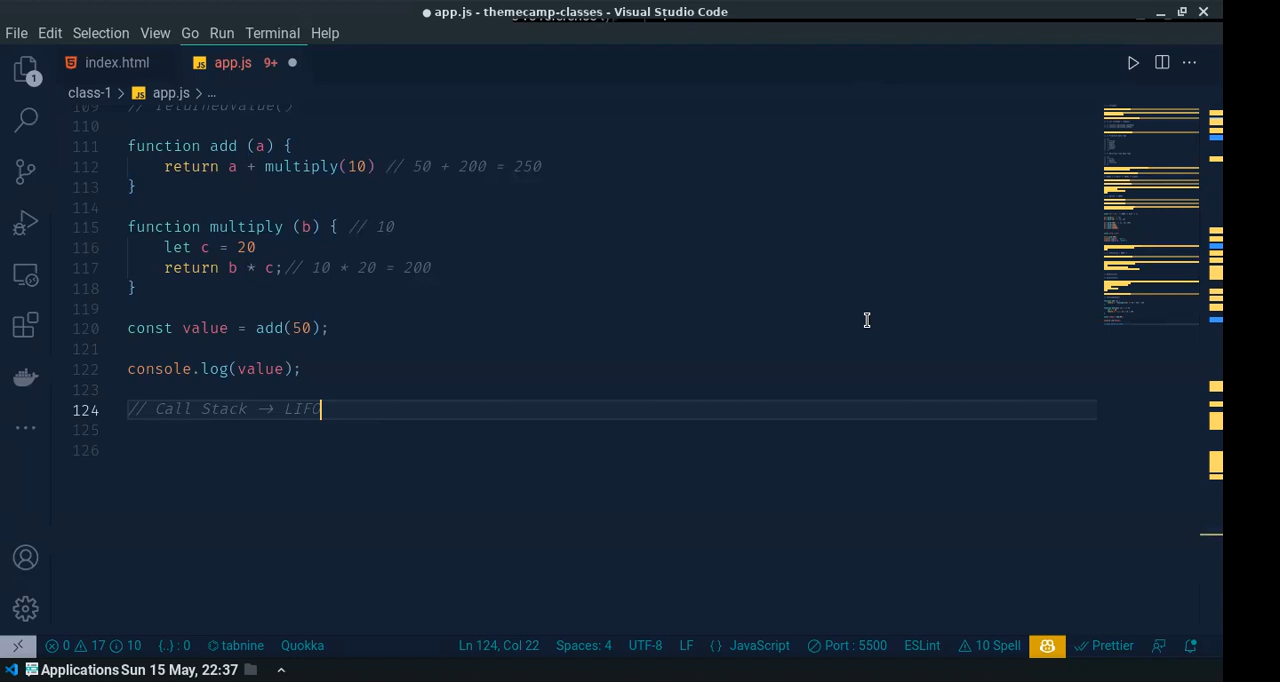 ● app.js - themecamp-classes - Visual Studio Code
File Edit Selection View Go Run Terminal Help
index.html JS app.js 9+ ●
1
class-1 > JS app.js > ...
109 // returnedValue()
110
111 function add (a) {
112 return a + multiply(10) // 50 + 200 = 250
113 }
114
115 function multiply (b) { // 10
116 let c = 20
117 return b * c;// 10 * 20 = 200
118 }
119
120 const value = add(50);
121
122 console.log(value);
123
124 // Call Stack → LIFO
125
126
0 17 10 {..} : 0 tabnine Quokka Ln 124, Col 22 Spaces: 4 UTF-8 LF {} JavaScript Port : 5500 ESLint 10 Spell Prettier
Applications Sun 15 May, 22:37